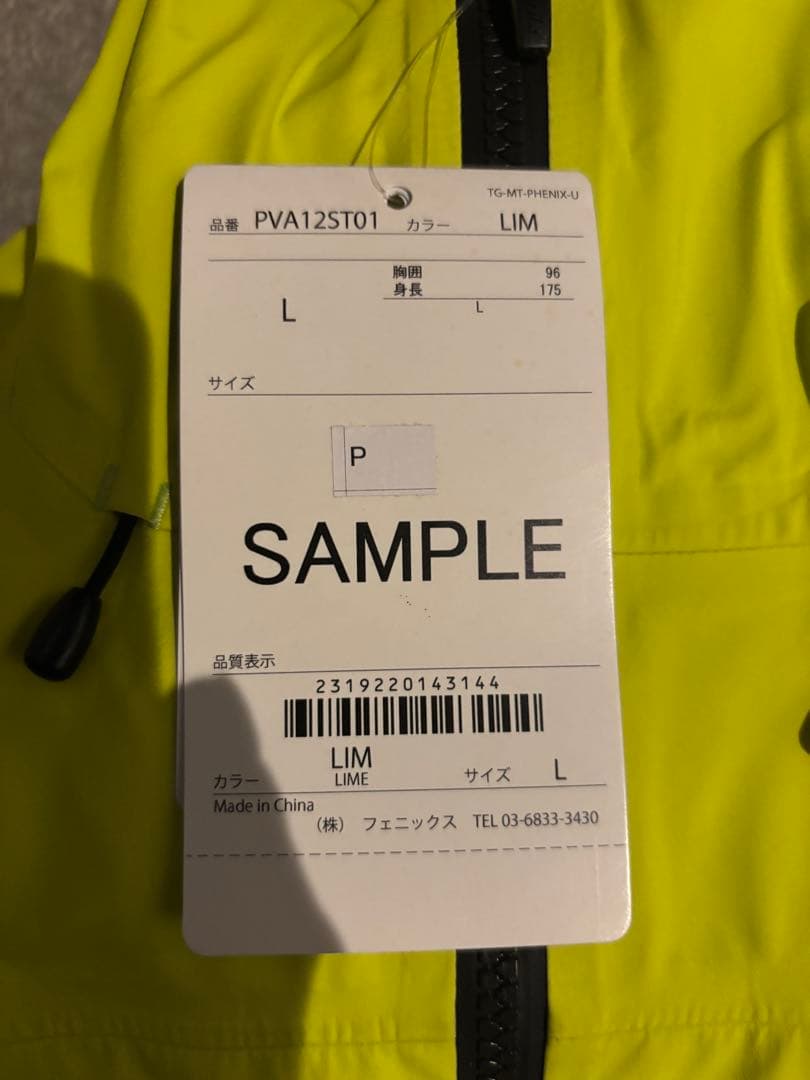 TG-MT-PHENIX-U
品番 PVA12ST01 カラー LIM
胸囲 96
身長 175
L
L
サイズ
P
SAMPLE
品質表示
2319220143144
LIM
カラー LIME サイズ L
Made in China
(株) フェニックス TEL 03-6833-3430